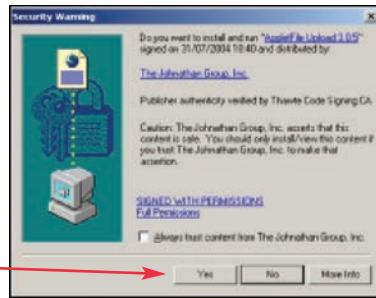 Security Warning
Do you want to install and run "AppletFile Upload 3.05"
signed on 31/07/2004 18:40 and distributed by:
The Johnathan Group, Inc.
Publisher authenticity verified by Thawte Code Signing CA
Caution: The Johnathan Group, Inc. asserts that this
content is safe. You should only install/view this content if
you trust The Johnathan Group, Inc. to make that
assertion.
SIGNED WITH PERMISSIONS
Full Permissions
Always trust content from The Johnathan Group, Inc.
Yes No More Info